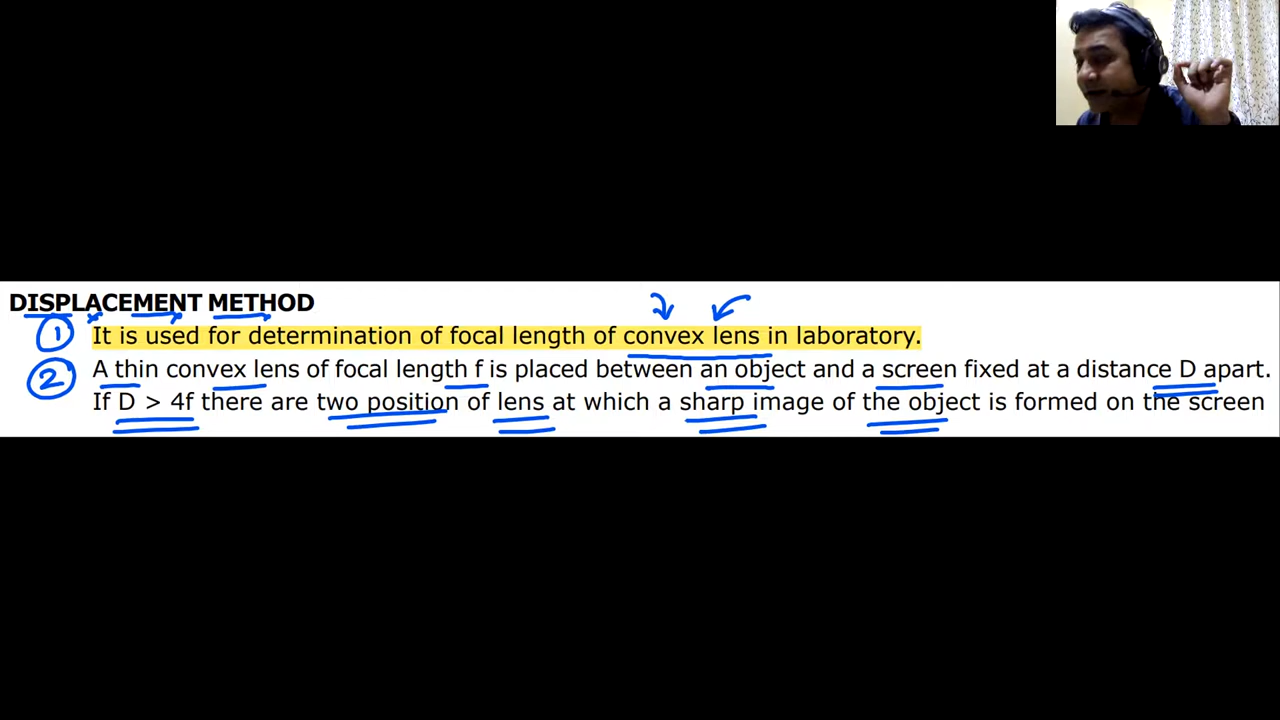 DISPLACEMENT METHOD
1 It is used for determination of focal length of convex lens in laboratory.
2 A thin convex lens of focal length f is placed between an object and a screen fixed at a distance D apart.
If D > 4f there are two position of lens at which a sharp image of the object is formed on the screen